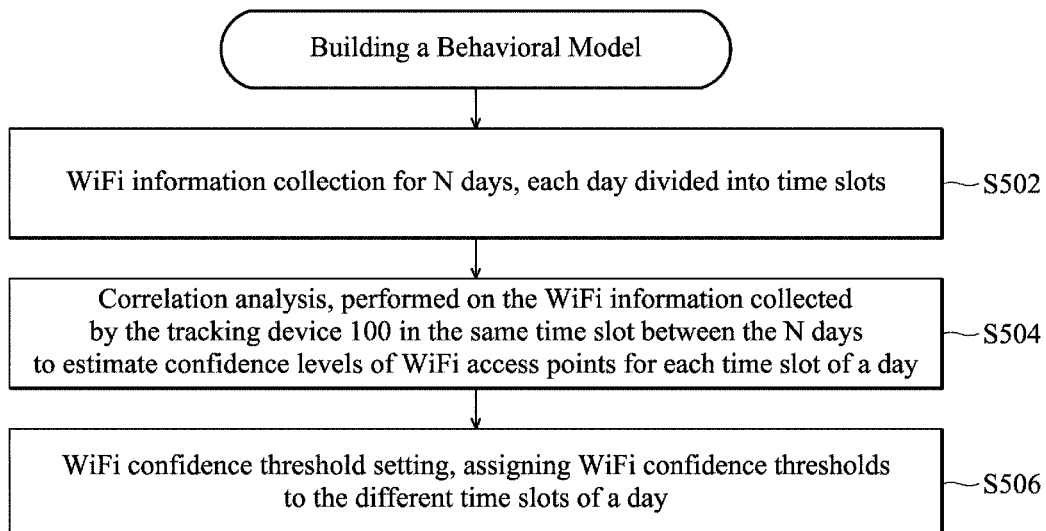 Building a Behavioral Model
WiFi information collection for N days, each day divided into time slots
S502
Correlation analysis, performed on the WiFi information collected
by the tracking device 100 in the same time slot between the N days
to estimate confidence levels of WiFi access points for each time slot of a day
S504
WiFi confidence threshold setting, assigning WiFi confidence thresholds
to the different time slots of a day
S506